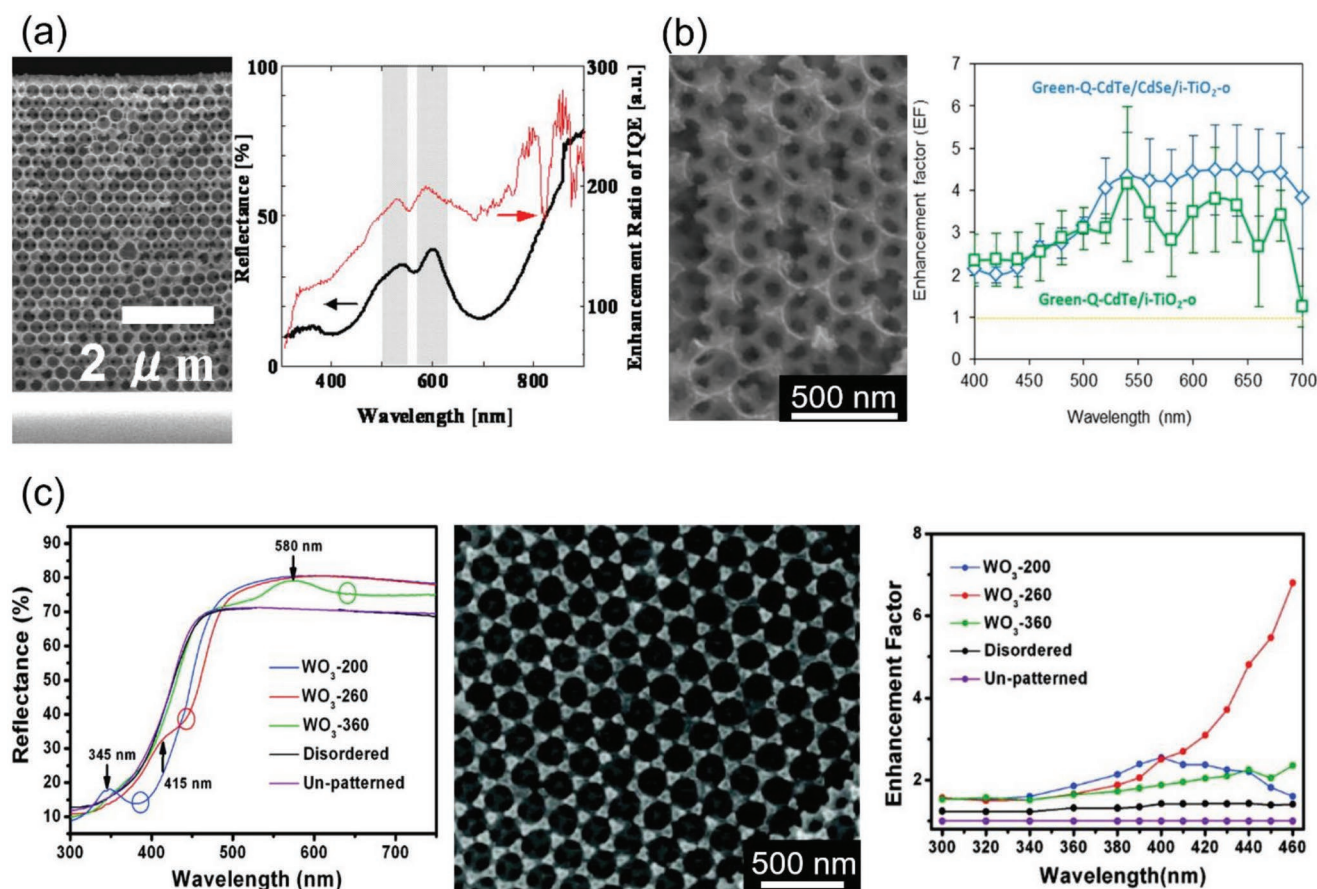 (a)
2 μm
100
50
0
Reflectance [%]
300
200
100
Enhancement Ratio of IQE [a.u.]
400 600 800
Wavelength [nm]
(b)
500 nm
Enhancement factor (EF)
7
6
5
4
3
2
1
0
Green-Q-CdTe/CdSe/i-TiO2-o
Green-Q-CdTe/i-TiO2-o
400 450 500 550 600 650 700
Wavelength (nm)
(c)
Reflectance (%)
90
80
70
60
50
40
30
20
10
580 nm
WO3-200
WO3-260
WO3-360
Disordered
Un-patterned
345 nm
415 nm
300 400 500 600 700
Wavelength (nm)
500 nm
Enhancement Factor
8
6
4
2
WO3-200
WO3-260
WO3-360
Disordered
Un-patterned
300 320 340 360 380 400 420 440 460
Wavelength(nm)